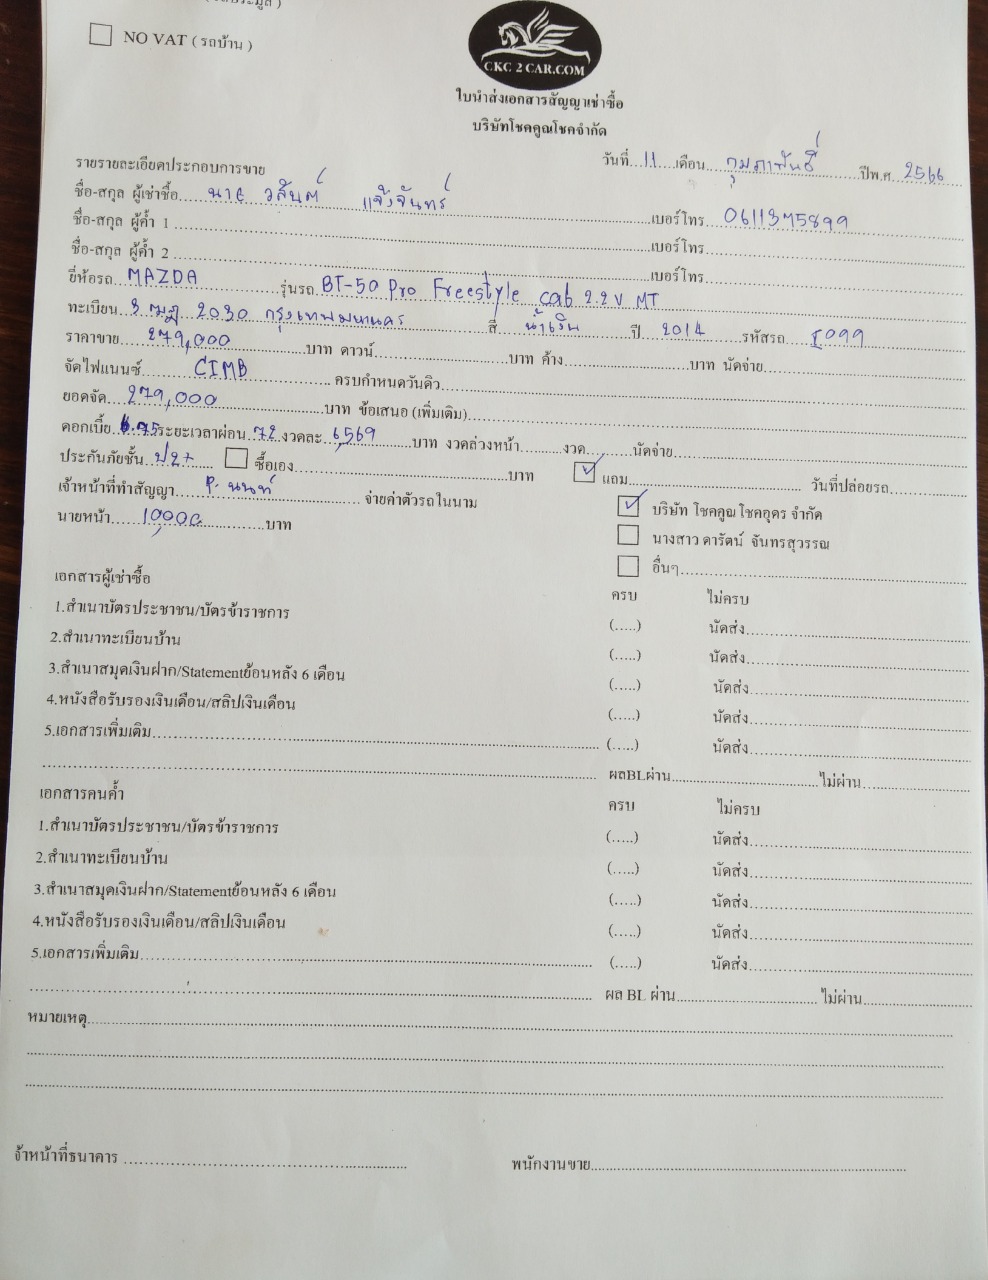 NO VAT ( รถบ้าน )
CKC 2 CAR.COM
ใบนำส่งเอกสารสัญญาเช่าซื้อ
บริษัทโชคคูณโชคจำกัด
วันที่...11....เดือน....กุมภาพันธ์....ปีพ.ศ..2566
รายรายละเอียดประกอบการขาย
ชื่อ-สกุล ผู้เช่าซื้อ....นาย วสันต์ แจ้งจันทร์....เบอร์โทร...0611375899
ชื่อ-สกุล ผู้ค้ำ 1 ....เบอร์โทร....
ชื่อ-สกุล ผู้ค้ำ 2 ....เบอร์โทร....
ยี่ห้อรถ..MAZDA....รุ่นรถ.BT-50 Pro Freestyle cab 2.2 V MT
ทะเบียน..3 ฒฎ 2030 กรุงเทพมหานคร....สี....น้ำเงิน....ปี....2014....รหัสรถ....ร099
ราคาขาย....279,000....บาท ดาวน์....บาท ค้าง....บาท นัดจ่าย....
จัดไฟแนนซ์....CIMB....ครบกำหนดวันคิว....
ยอดจัด...279,000....บาท ข้อเสนอ (เพิ่มเติม)....
ดอกเบี้ย..6.75ระยะเวลาผ่อน..72.งวดละ..6,569....บาท งวดล่วงหน้า....งวด....นัดจ่าย....
ประกันภัยชั้น..ป2+.... ซื้อเอง....บาท ✓ แถม.... วันที่ปล่อยรถ....
เจ้าหน้าที่ทำสัญญา....P. นนท์....จ่ายค่าตัวรถในนาม ✓ บริษัท โชคคูณโชคอุดร จำกัด
นายหน้า....10,000....บาท นางสาว ดารัตน์ จันทรสุวรรณ
อื่นๆ....
เอกสารผู้เช่าซื้อ ครบ ไม่ครบ
1.สำเนาบัตรประชาชน/บัตรข้าราชการ (.....) นัดส่ง....
2.สำเนาทะเบียนบ้าน (.....) นัดส่ง....
3.สำเนาสมุดเงินฝาก/Statementย้อนหลัง 6 เดือน (.....) นัดส่ง....
4.หนังสือรับรองเงินเดือน/สลิปเงินเดือน (.....) นัดส่ง....
5.เอกสารเพิ่มเติม.... (.....) นัดส่ง....
.... ผลBLผ่าน....ไม่ผ่าน....
เอกสารคนค้ำ ครบ ไม่ครบ
1.สำเนาบัตรประชาชน/บัตรข้าราชการ (.....) นัดส่ง....
2.สำเนาทะเบียนบ้าน (.....) นัดส่ง....
3.สำเนาสมุดเงินฝาก/Statementย้อนหลัง 6 เดือน (.....) นัดส่ง....
4.หนังสือรับรองเงินเดือน/สลิปเงินเดือน (.....) นัดส่ง....
5.เอกสารเพิ่มเติม.... (.....) นัดส่ง....
.... ผล BL ผ่าน.... ไม่ผ่าน....
หมายเหตุ....
จ้าหน้าที่ธนาคาร .... พนักงานขาย....